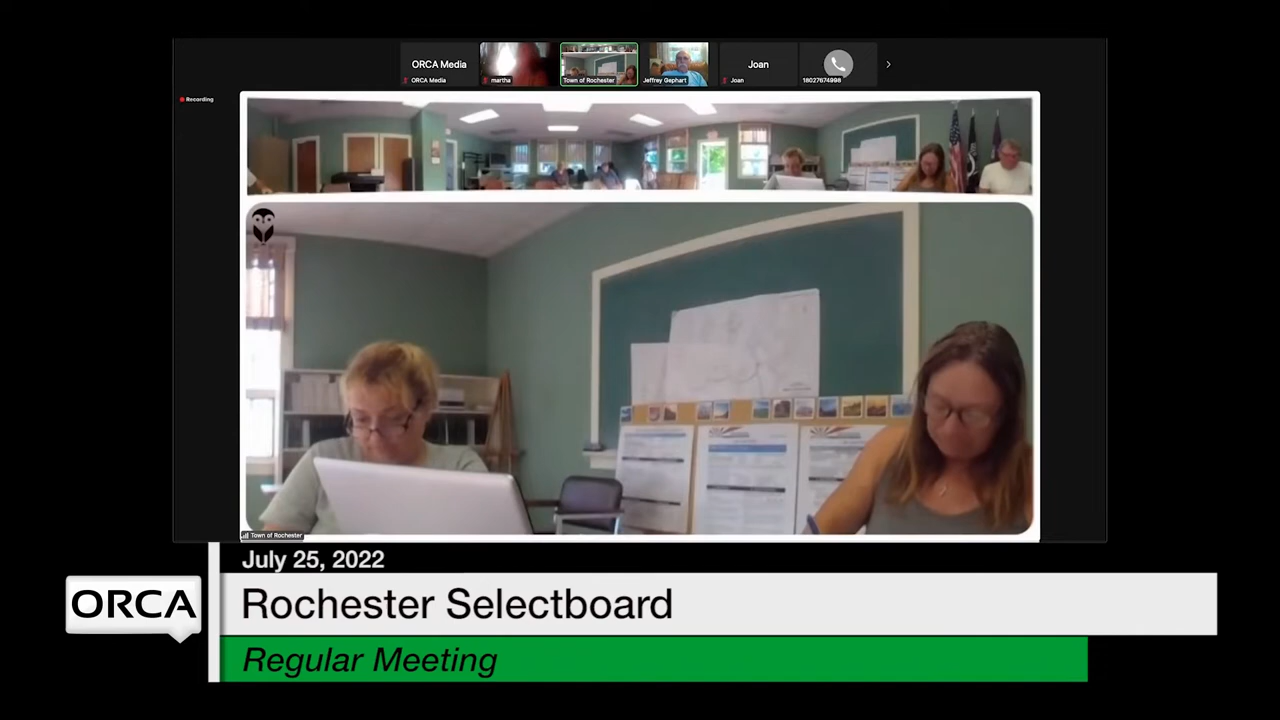 ORCA Media
Joan
ORCA Media
martha
Town of Rochester
Jeffrey Gephart
Joan
18027674998
Recording
Town of Rochester
July 25, 2022
ORCA
Rochester Selectboard
Regular Meeting